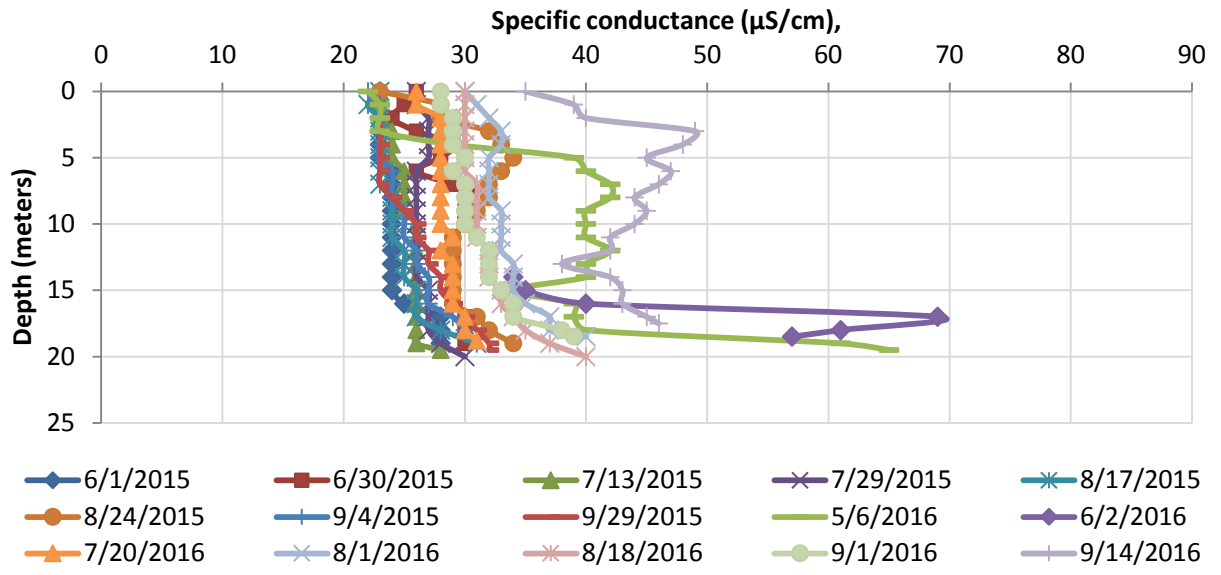 Specific conductance (µS/cm),
0 10 20 30 40 50 60 70 80 90
0
5
10
15
20
25
Depth (meters)
6/1/2015 6/30/2015 7/13/2015 7/29/2015 8/17/2015
8/24/2015 9/4/2015 9/29/2015 5/6/2016 6/2/2016
7/20/2016 8/1/2016 8/18/2016 9/1/2016 9/14/2016